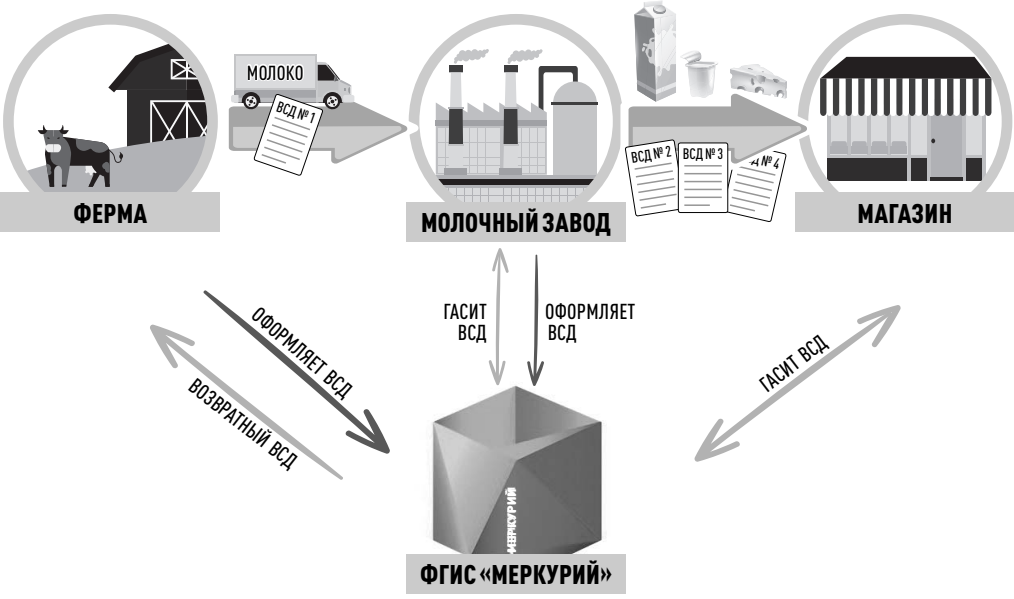 МОЛОКО
ВСД № 1
ВСД № 2
ВСД № 3
ВСД № 4
ФЕРМА
МОЛОЧНЫЙ ЗАВОД
МАГАЗИН
ОФОРМЛЯЕТ ВСД
ВОЗВРАТНЫЙ ВСД
ГАСИТ
ВСД
ОФОРМЛЯЕТ
ВСД
ГАСИТ ВСД
МЕРКУРИЙ
ФГИС «МЕРКУРИЙ»